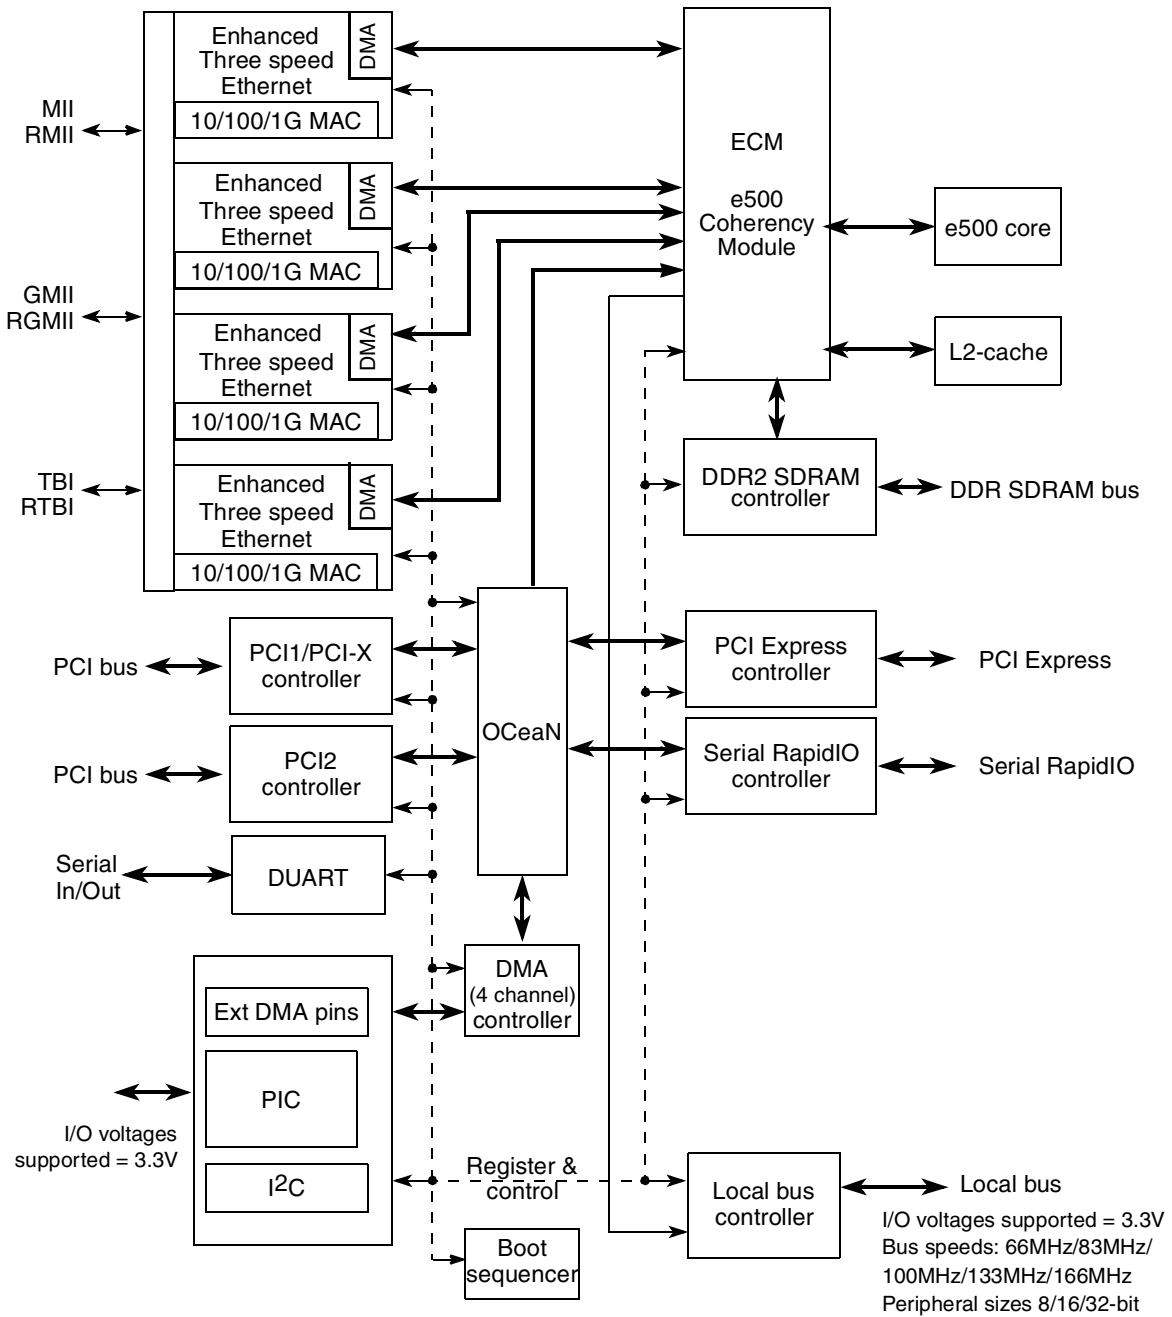 MII
RMII
GMII
RGMII
TBI
RTBI
Enhanced
Three speed
Ethernet
DMA
10/100/1G MAC
Enhanced
Three speed
Ethernet
DMA
10/100/1G MAC
Enhanced
Three speed
Ethernet
DMA
10/100/1G MAC
Enhanced
Three speed
Ethernet
DMA
10/100/1G MAC
ECM
e500
Coherency
Module
e500 core
L2-cache
DDR2 SDRAM
controller
DDR SDRAM bus
PCI bus
PCI1/PCI-X
controller
PCI bus
PCI2
controller
OCeaN
PCI Express
controller
PCI Express
Serial RapidIO
controller
Serial RapidIO
Serial
In/Out
DUART
DMA
(4 channel)
controller
Ext DMA pins
PIC
I2C
I/O voltages
supported = 3.3V
Register &
control
Boot
sequencer
Local bus
controller
Local bus
I/O voltages supported = 3.3V
Bus speeds: 66MHz/83MHz/
100MHz/133MHz/166MHz
Peripheral sizes 8/16/32-bit